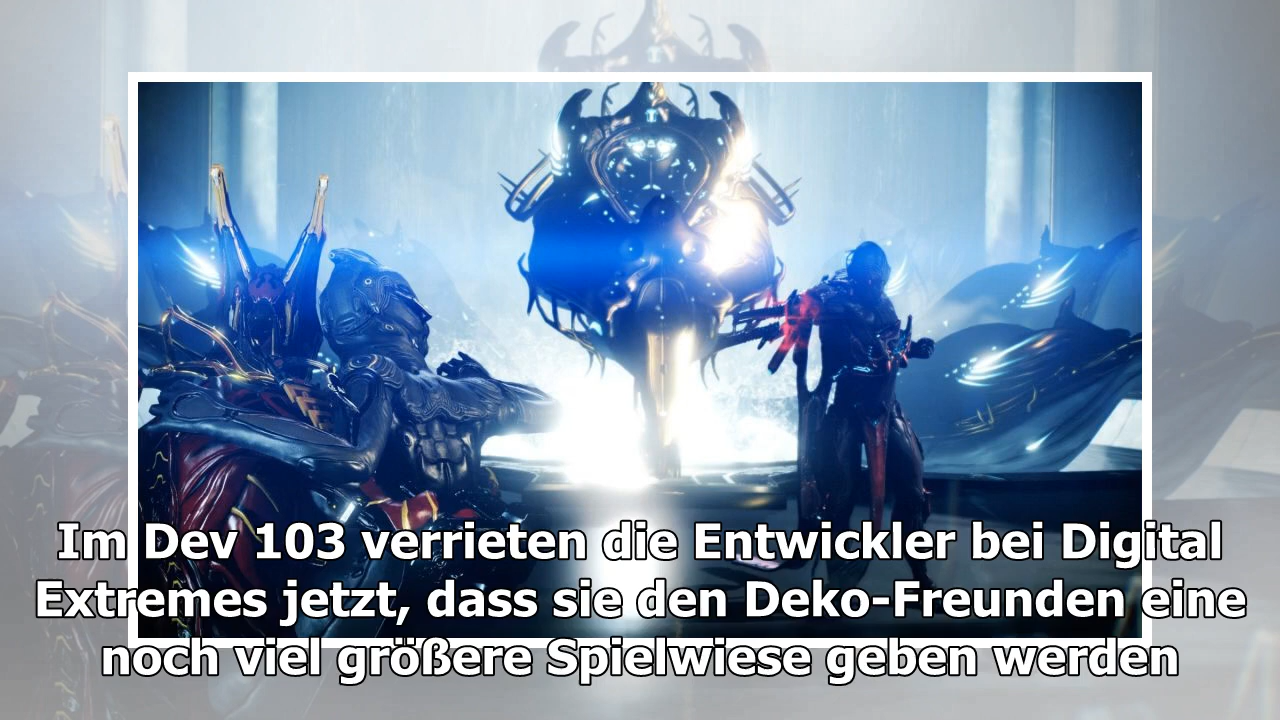 Im Dev 103 verrieten die Entwickler bei Digital
Extremes jetzt, dass sie den Deko-Freunden eine
noch viel größere Spielwiese geben werden